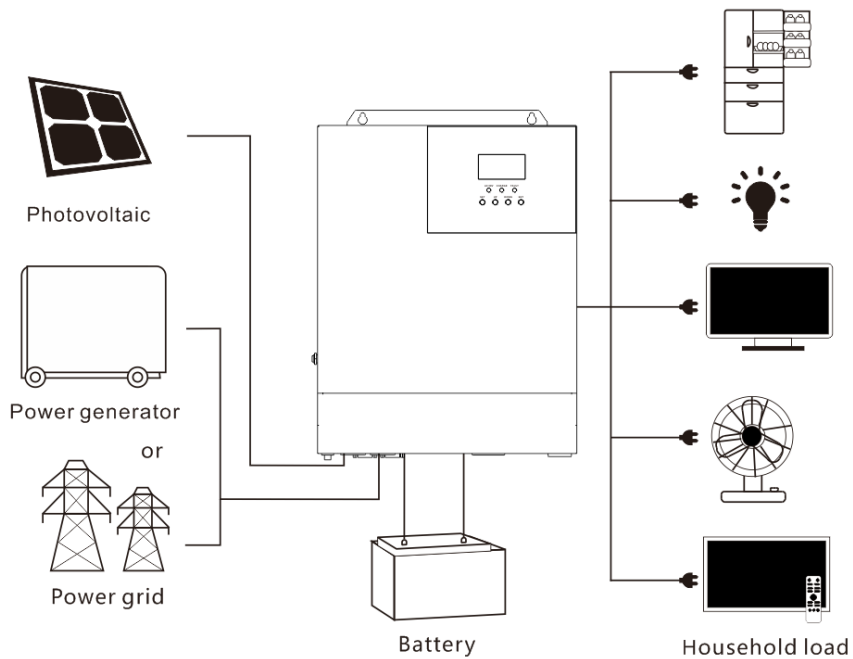 Photovoltaic
Power generator
or
Power grid
Battery
Household load